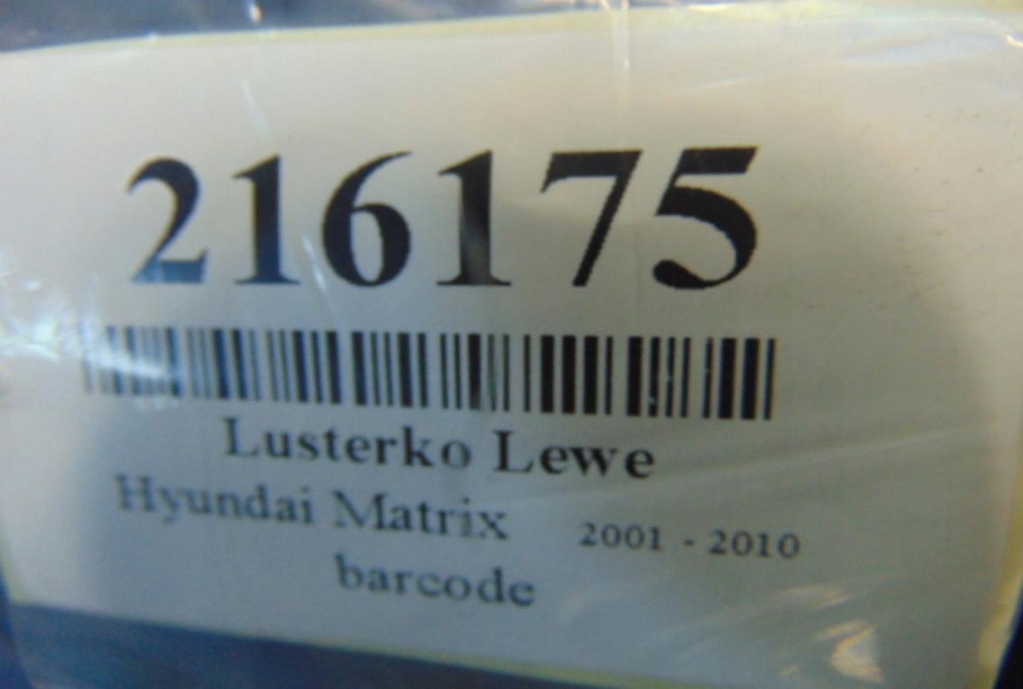 216175
Lusterko Lewe
Hyundai Matrix 2001 - 2010
barcode